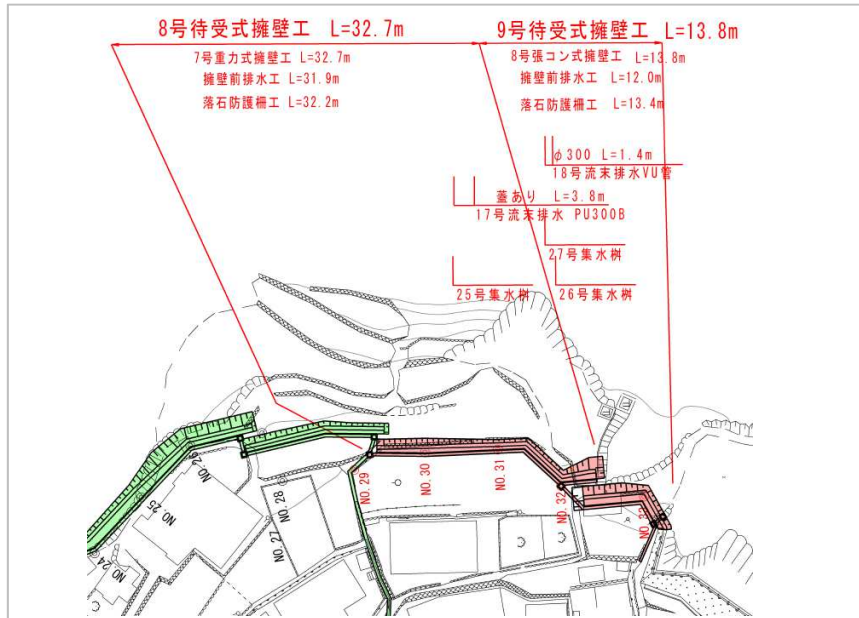 8号待受式擁壁工 L=32.7m
9号待受式擁壁工 L=13.8m
7号重力式擁壁工 L=32.7m
擁壁前排水工 L=31.9m
落石防護柵工 L=32.2m
8号張コン式擁壁工 L=13.8m
擁壁前排水工 L=12.0m
落石防護柵工 L=13.4m
φ300 L=1.4m
18号流末排水VU管
蓋あり L=3.8m
17号流末排水 PU300B
27号集水桝
25号集水桝
26号集水桝
NO.24
NO.25
NO.26
NO.27
NO.28
NO.29
NO.30
NO.31
NO.32
NO.33